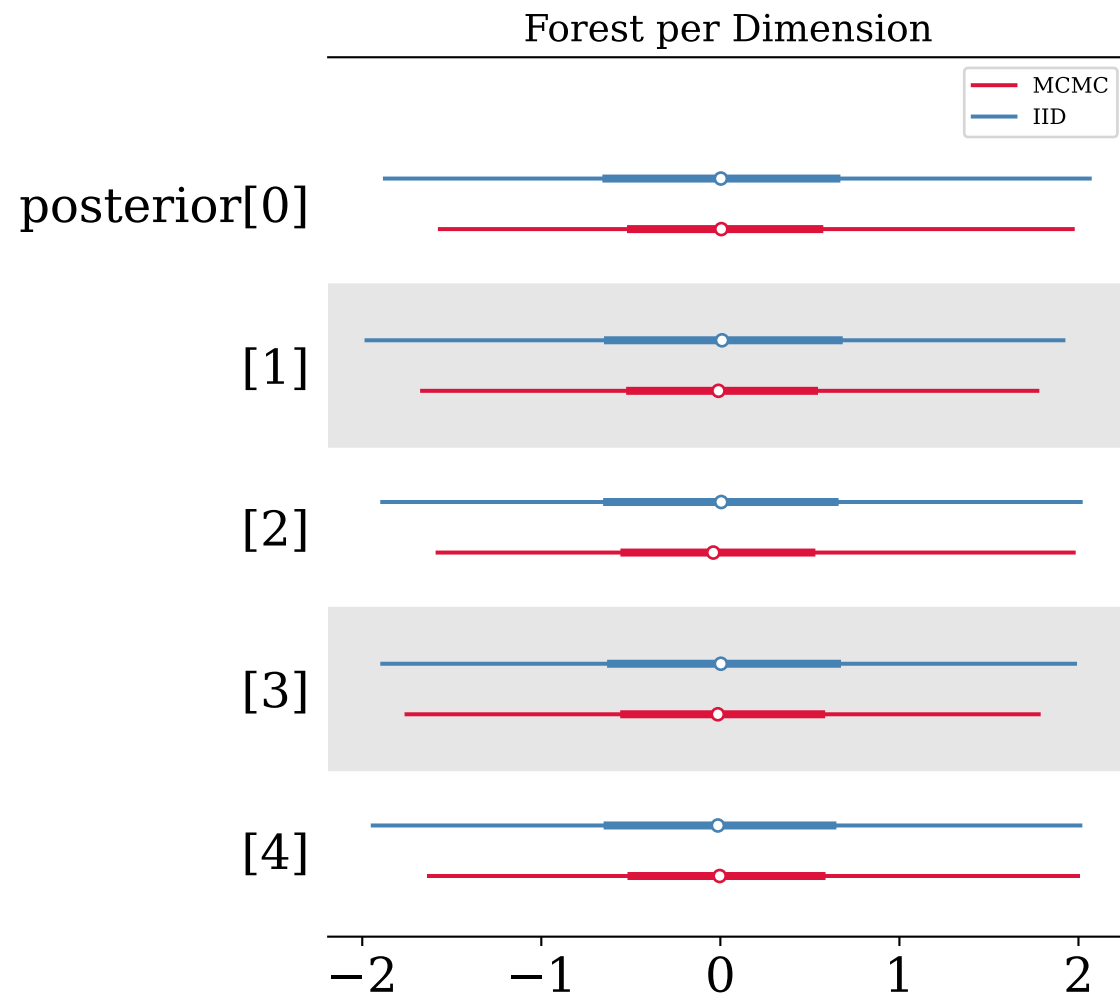 Forest per Dimension
MCMC
IID
posterior[0]
[1]
[2]
[3]
[4]
−2 −1 0 1 2